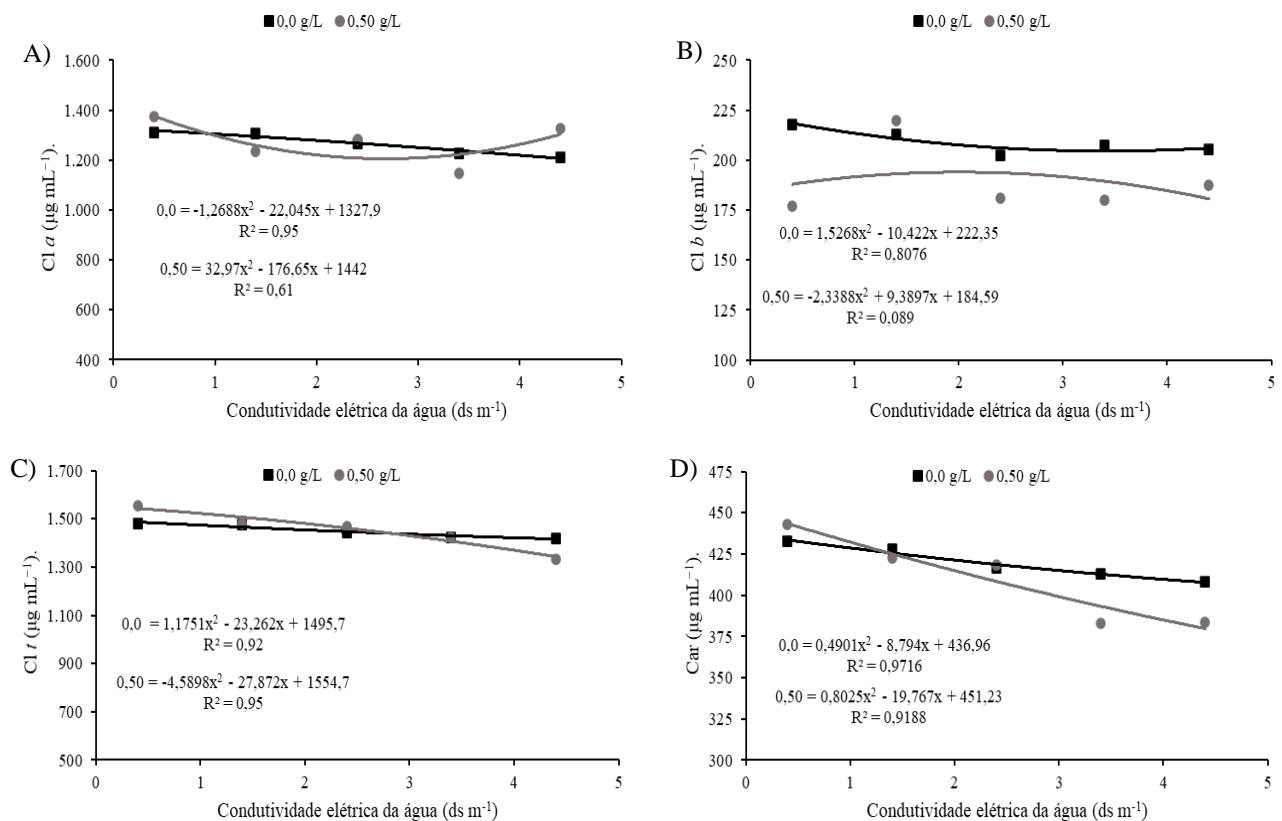 0,0 g/L 0,50 g/L
A)
1.600
1.400
1.200
1.000
800
600
400
Cl a (µg mL⁻¹).
0,0 = -1,2688x² - 22,045x + 1327,9
R² = 0,95
0,50 = 32,97x² - 176,65x + 1442
R² = 0,61
0 1 2 3 4 5
Condutividade elétrica da água (ds m⁻¹)
0,0 g/L 0,50 g/L
B)
250
225
200
175
150
125
100
Cl b (µg mL⁻¹).
0,0 = 1,5268x² - 10,422x + 222,35
R² = 0,8076
0,50 = -2,3388x² + 9,3897x + 184,59
R² = 0,089
0 1 2 3 4 5
Condutividade elétrica da água (ds m⁻¹)
C)
0,0 g/L 0,50 g/L
1.700
1.500
1.300
1.100
900
700
500
Cl t (µg mL⁻¹).
0,0 = 1,1751x² - 23,262x + 1495,7
R² = 0,92
0,50 = -4,5898x² - 27,872x + 1554,7
R² = 0,95
0 1 2 3 4 5
Condutividade elétrica da água (ds m⁻¹)
D)
0,0 g/L 0,50 g/L
475
450
425
400
375
350
325
300
Car (µg mL⁻¹).
0,0 = 0,4901x² - 8,794x + 436,96
R² = 0,9716
0,50 = 0,8025x² - 19,767x + 451,23
R² = 0,9188
0 1 2 3 4 5
Condutividade elétrica da água (ds m⁻¹)